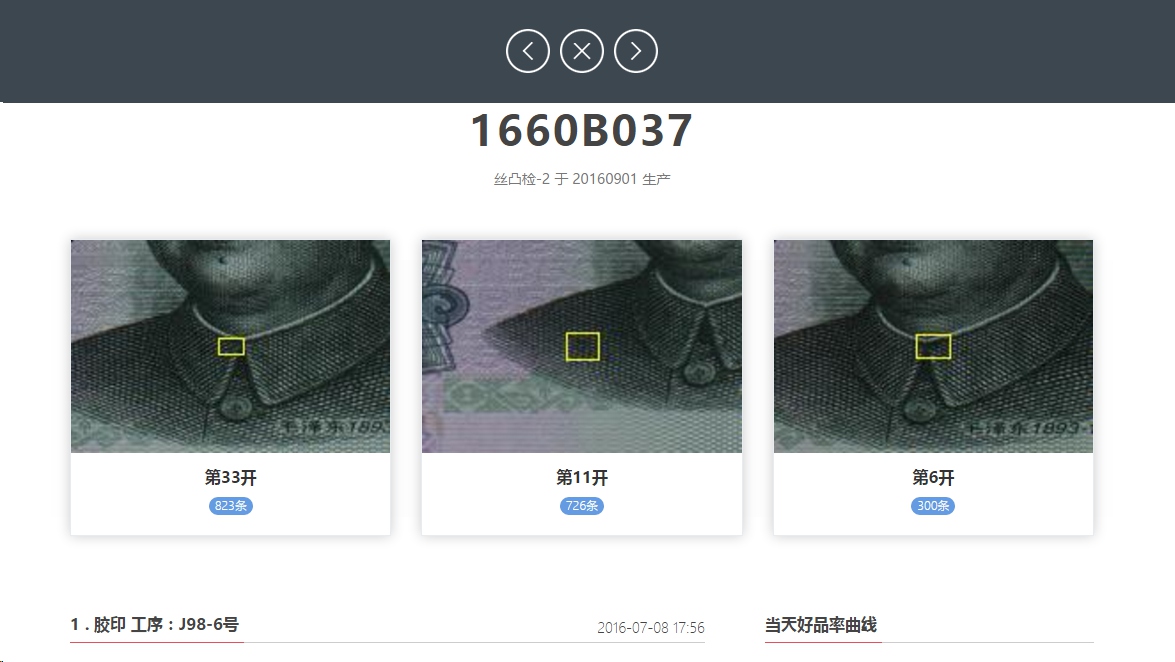 1660B037
丝凸检-2 于 20160901 生产
毛泽东1893
毛泽东1893-1
第33开
第11开
第6开
823条
726条
300条
1 . 胶印 工序：J98-6号
2016-07-08 17:56
当天好品率曲线